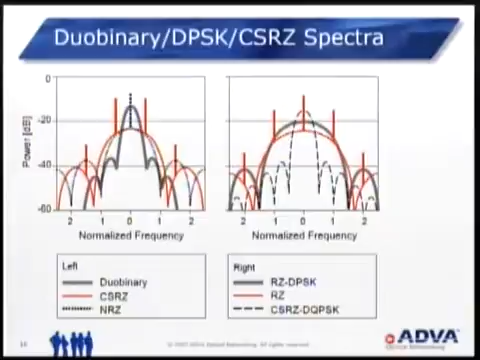 Duobinary/DPSK/CSRZ Spectra
Power [dB]
0
-20
-40
-60
2 1 0 1 2
2 1 0 1 2
Normalized Frequency
Normalized Frequency
Left
Duobinary
CSRZ
NRZ
Right
RZ-DPSK
RZ
CSRZ-DQPSK
ADVA